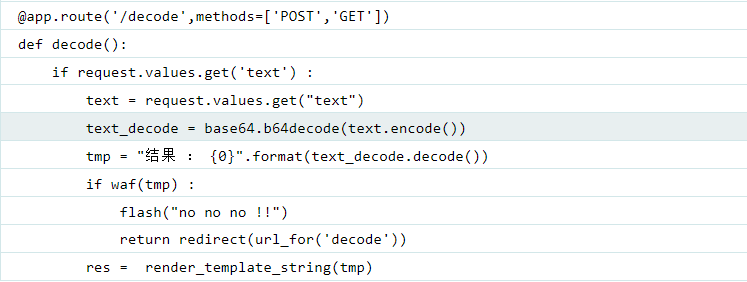 @app.route('/decode',methods=['POST','GET'])
def decode():
    if request.values.get('text') :
        text = request.values.get("text")
        text_decode = base64.b64decode(text.encode())
        tmp = "结果 ： {0}".format(text_decode.decode())
        if waf(tmp) :
            flash("no no no !!")
            return redirect(url_for('decode'))
        res =  render_template_string(tmp)